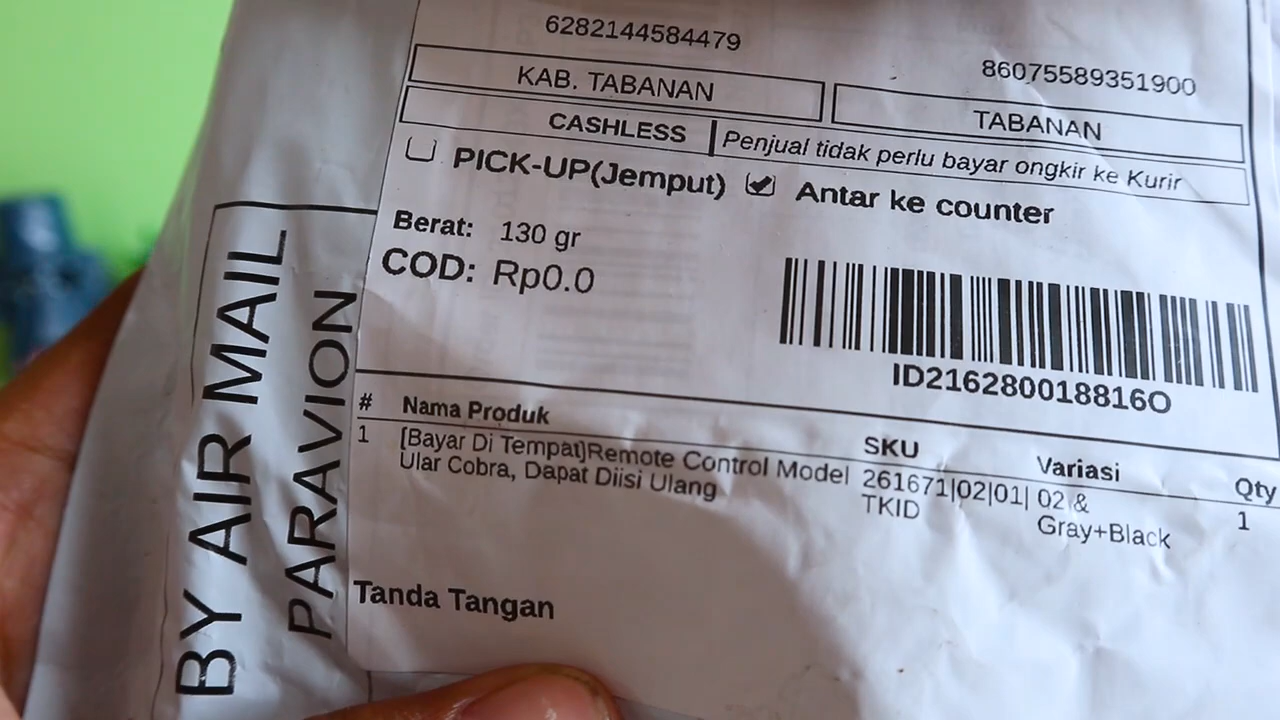 6282144584479
86075589351900
KAB. TABANAN
TABANAN
CASHLESS
Penjual tidak perlu bayar ongkir ke Kurir
PICK-UP(Jemput)
Antar ke counter
Berat: 130 gr
COD: Rp0.0
ID216280018816O
BY AIR MAIL
PARAVION
# Nama Produk SKU Variasi Qty
1 [Bayar Di Tempat]Remote Control Model 261671|02|01| 02 & 1
Ular Cobra, Dapat Diisi Ulang TKID Gray+Black
Tanda Tangan